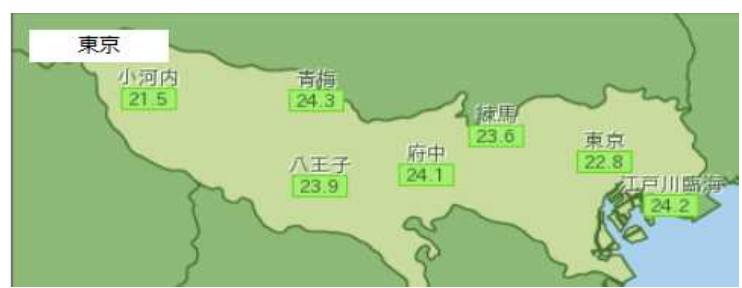 東京
小河内
21.5
青梅
24.3
練馬
23.6
東京
22.8
府中
24.1
八王子
23.9
江戸川臨海
24.2